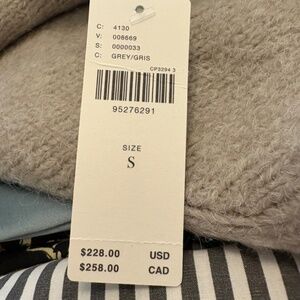 C: 4130
V: 008669
S: 0000033
C: GREY/GRIS
CP3294 3
95276291
SIZE
S
$228.00 USD
$258.00 CAD